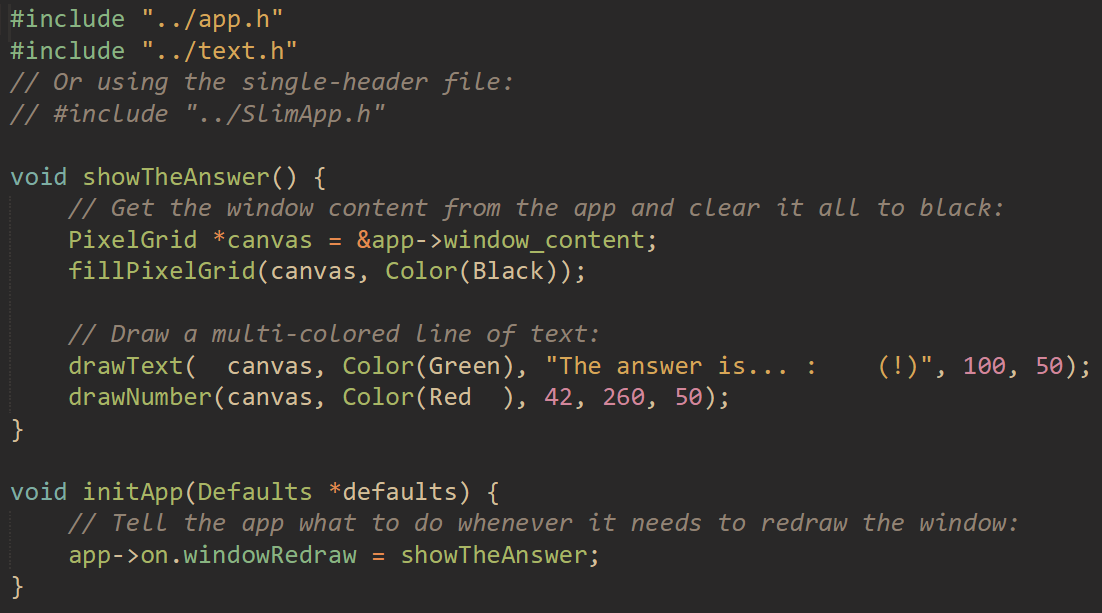 #include "../app.h"
#include "../text.h"
// Or using the single-header file:
// #include "../SlimApp.h"

void showTheAnswer() {
    // Get the window content from the app and clear it all to black:
    PixelGrid *canvas = &app->window_content;
    fillPixelGrid(canvas, Color(Black));

    // Draw a multi-colored line of text:
    drawText(  canvas, Color(Green), "The answer is... :    (!)", 100, 50);
    drawNumber(canvas, Color(Red  ), 42, 260, 50);
}

void initApp(Defaults *defaults) {
    // Tell the app what to do whenever it needs to redraw the window:
    app->on.windowRedraw = showTheAnswer;
}